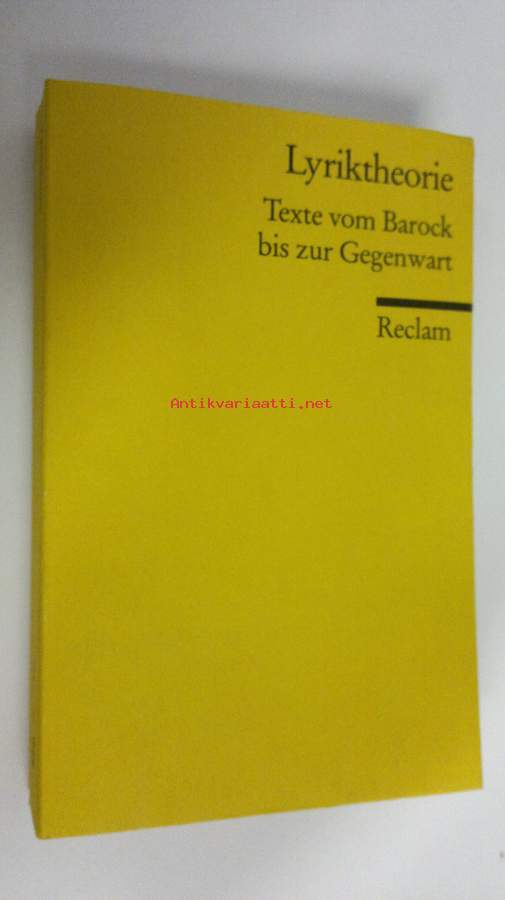 Lyriktheorie
Texte vom Barock
bis zur Gegenwart
Reclam
Antikvariaatti.net